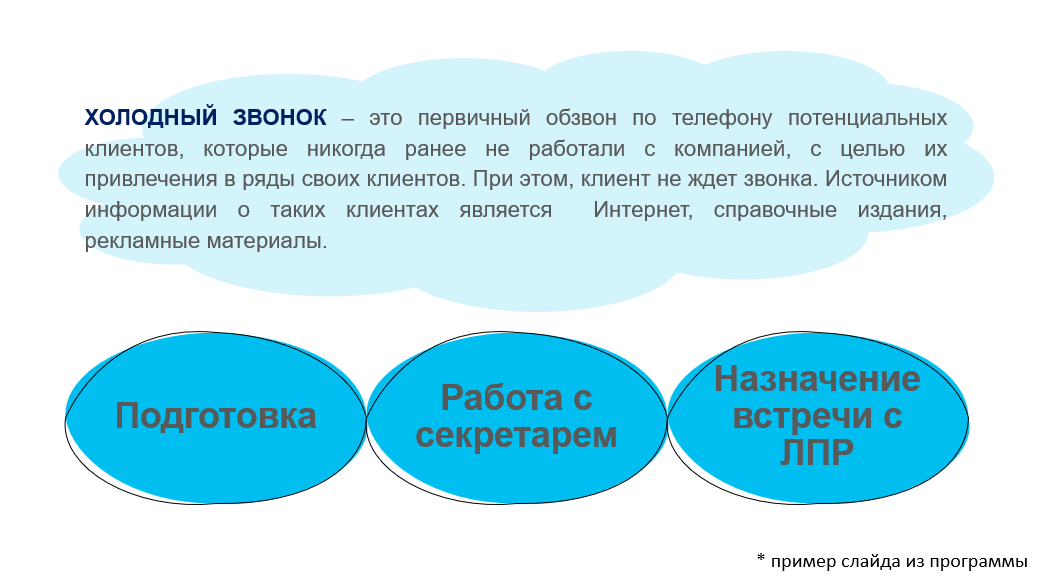 ХОЛОДНЫЙ ЗВОНОК – это первичный обзвон по телефону потенциальных
клиентов, которые никогда ранее не работали с компанией, с целью их
привлечения в ряды своих клиентов. При этом, клиент не ждет звонка. Источником
информации о таких клиентах является Интернет, справочные издания,
рекламные материалы.
Подготовка
Работа с
секретарем
Назначение
встречи с
ЛПР
* пример слайда из программы